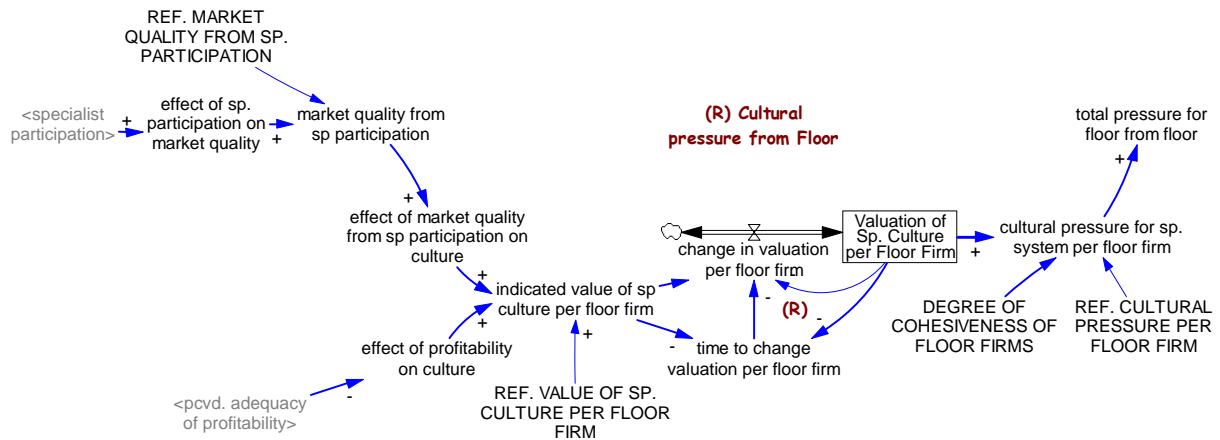 REF. MARKET
QUALITY FROM SP.
PARTICIPATION
<specialist
participation>
+
effect of sp.
participation on
market quality
+
market quality from
sp participation
+
effect of market quality
from sp participation on
culture
+
indicated value of sp
culture per floor firm
+
effect of profitability
on culture
-
<pcvd. adequacy
of profitability>
+
REF. VALUE OF SP.
CULTURE PER FLOOR
FIRM
(R) Cultural
pressure from Floor
change in valuation
per floor firm
-
(R)
-
-
-
time to change
valuation per floor firm
Valuation of
Sp. Culture
per Floor Firm
+
cultural pressure for sp.
system per floor firm
+
total pressure for
floor from floor
DEGREE OF
COHESIVENESS OF
FLOOR FIRMS
REF. CULTURAL
PRESSURE PER
FLOOR FIRM